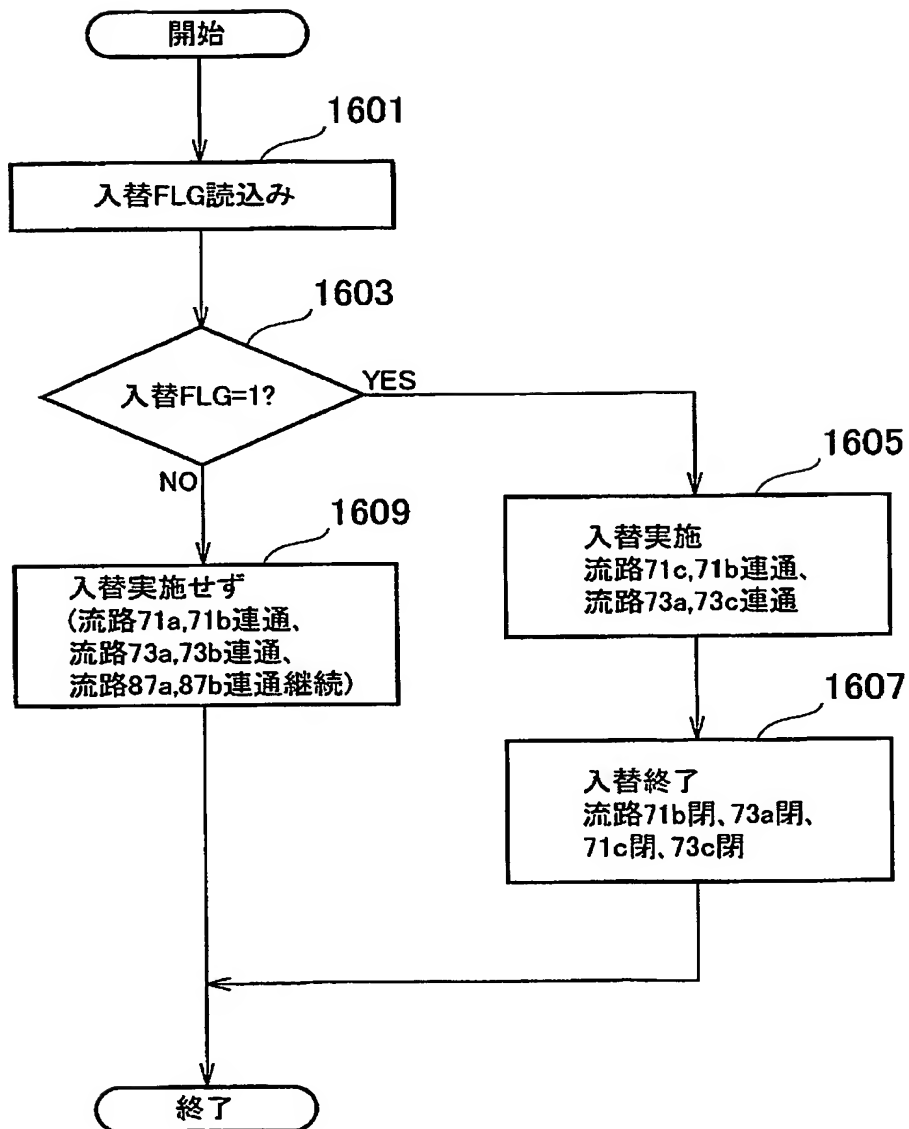 開始
1601
入替FLG読込み
1603
入替FLG=1?
YES
NO
1605
入替実施
流路71c,71b連通、
流路73a,73c連通
1609
入替実施せず
(流路71a,71b連通、
流路73a,73b連通、
流路87a,87b連通継続)
1607
入替終了
流路71b閉、73a閉、
71c閉、73c閉
終了